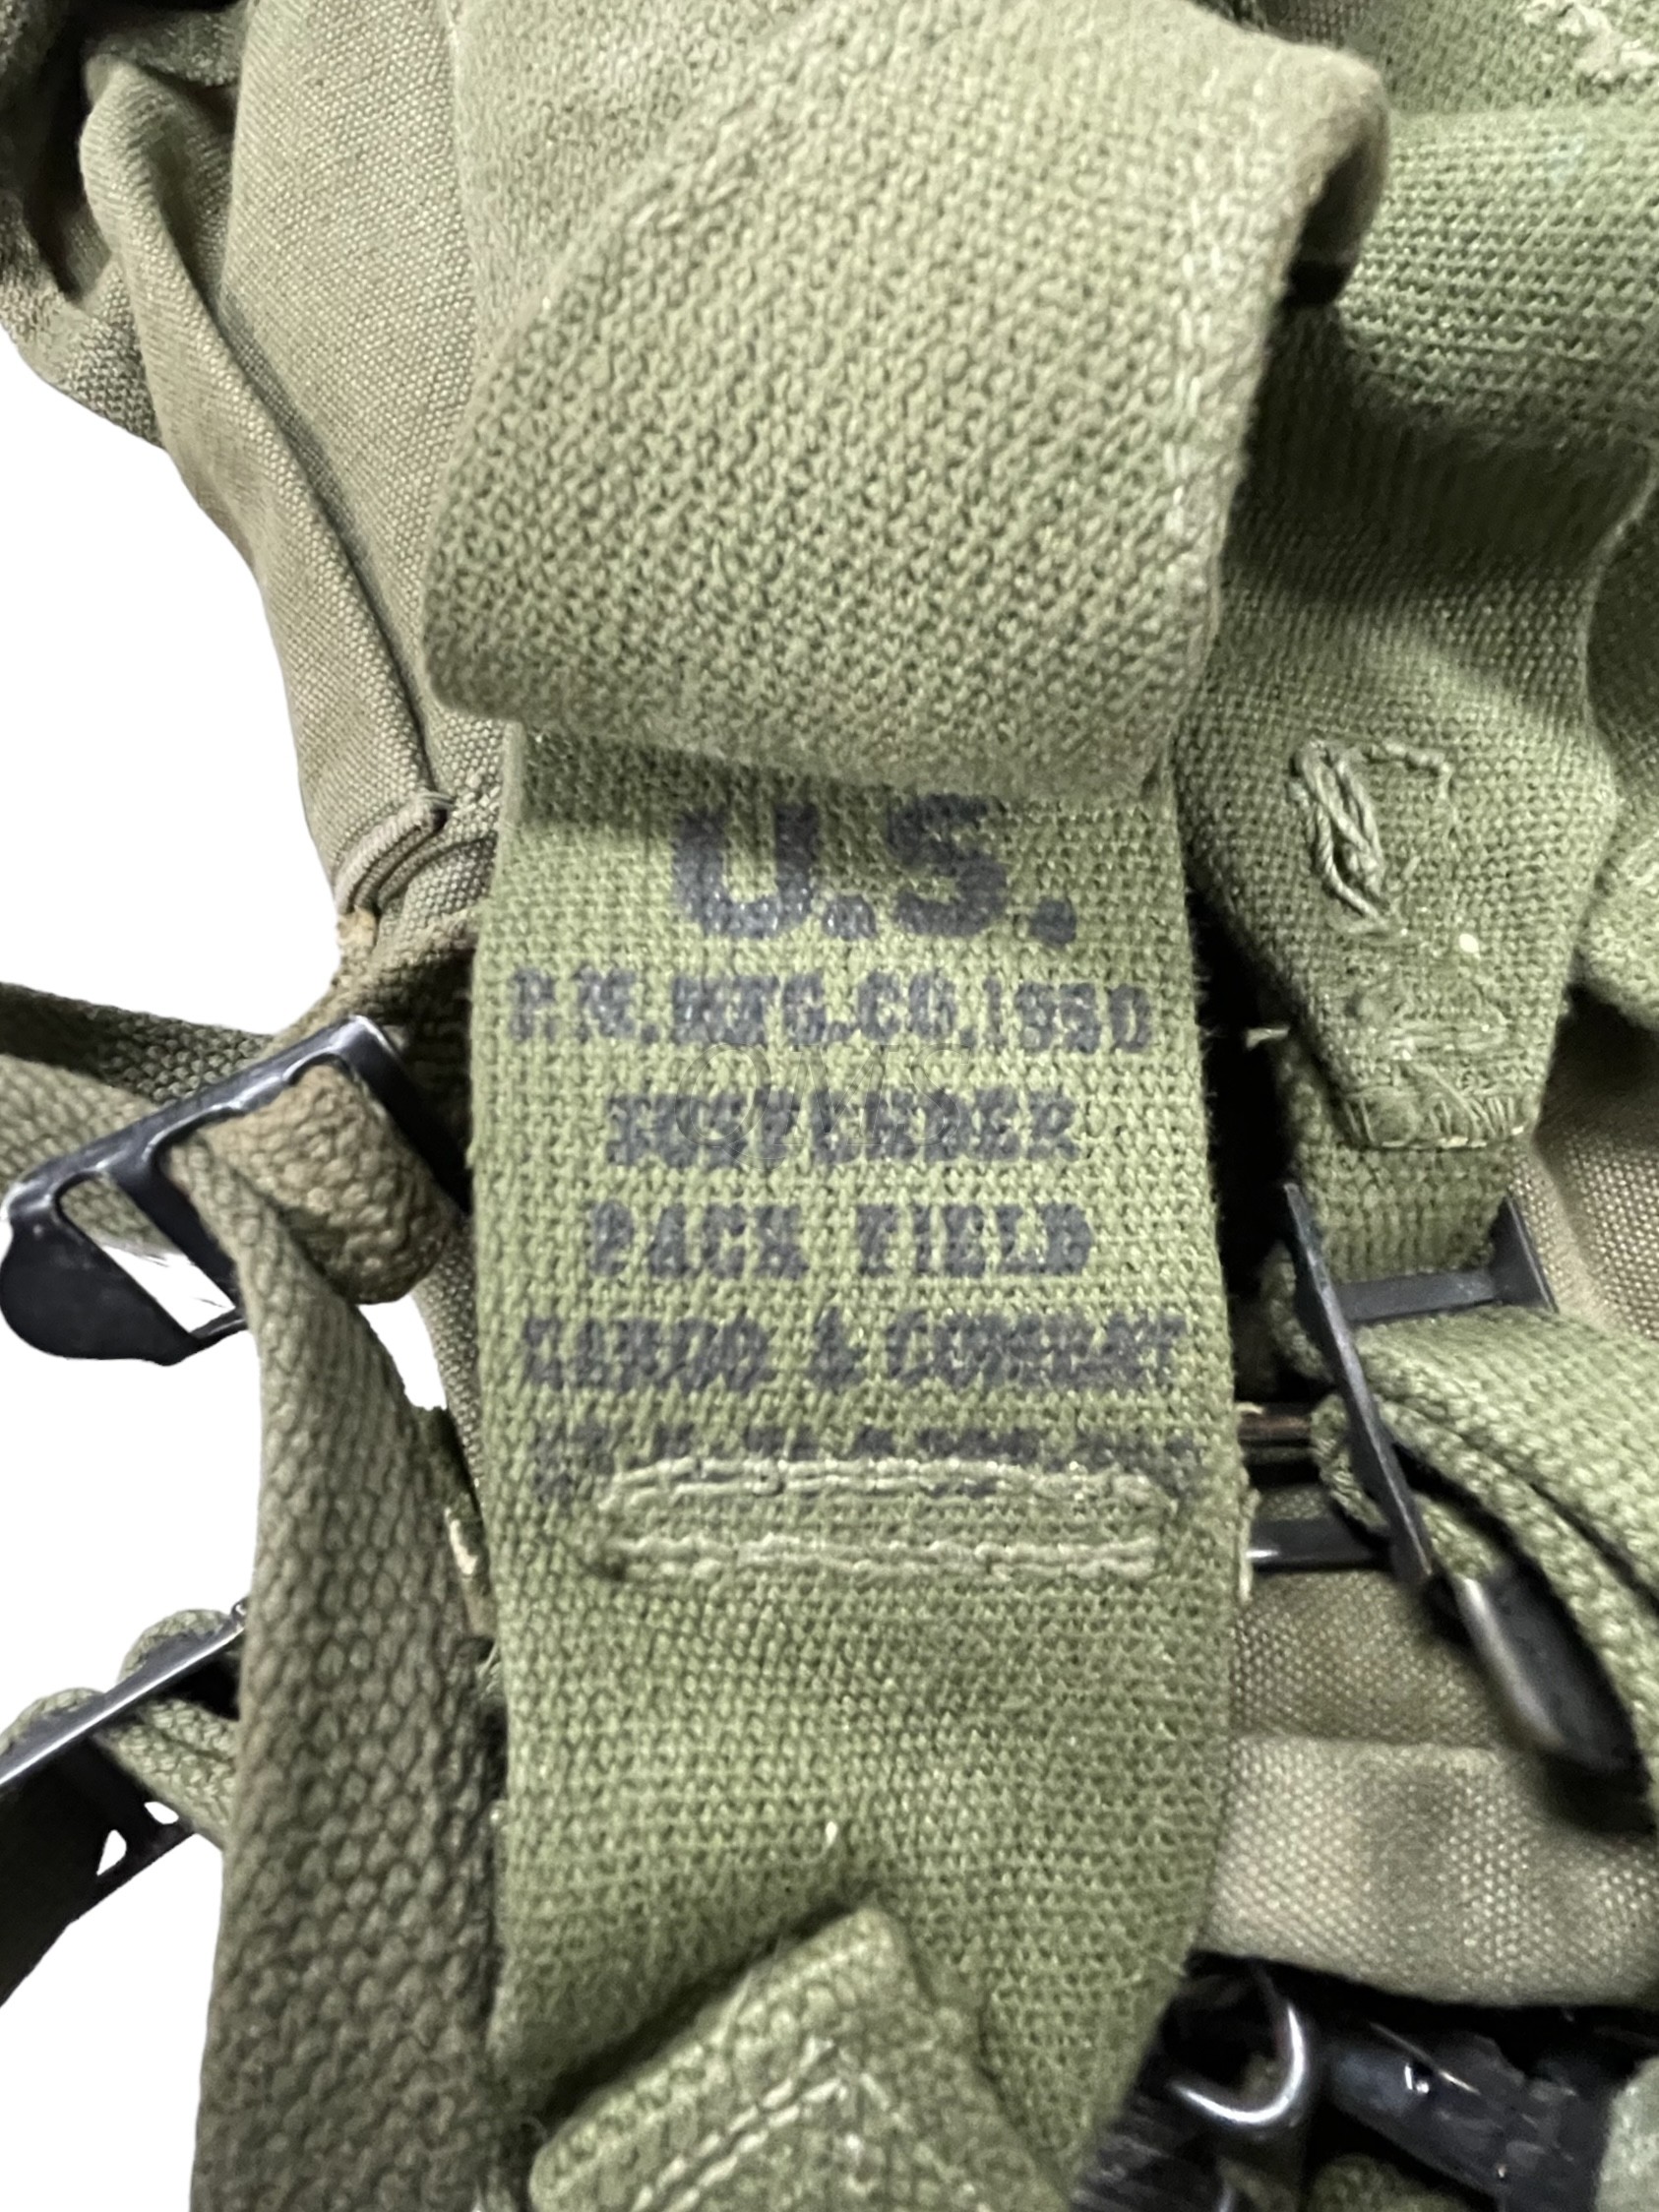 U.S.
P.M. MFG. CO. 1950
SUSPENDER
PACK FIELD
CARGO & COMBAT